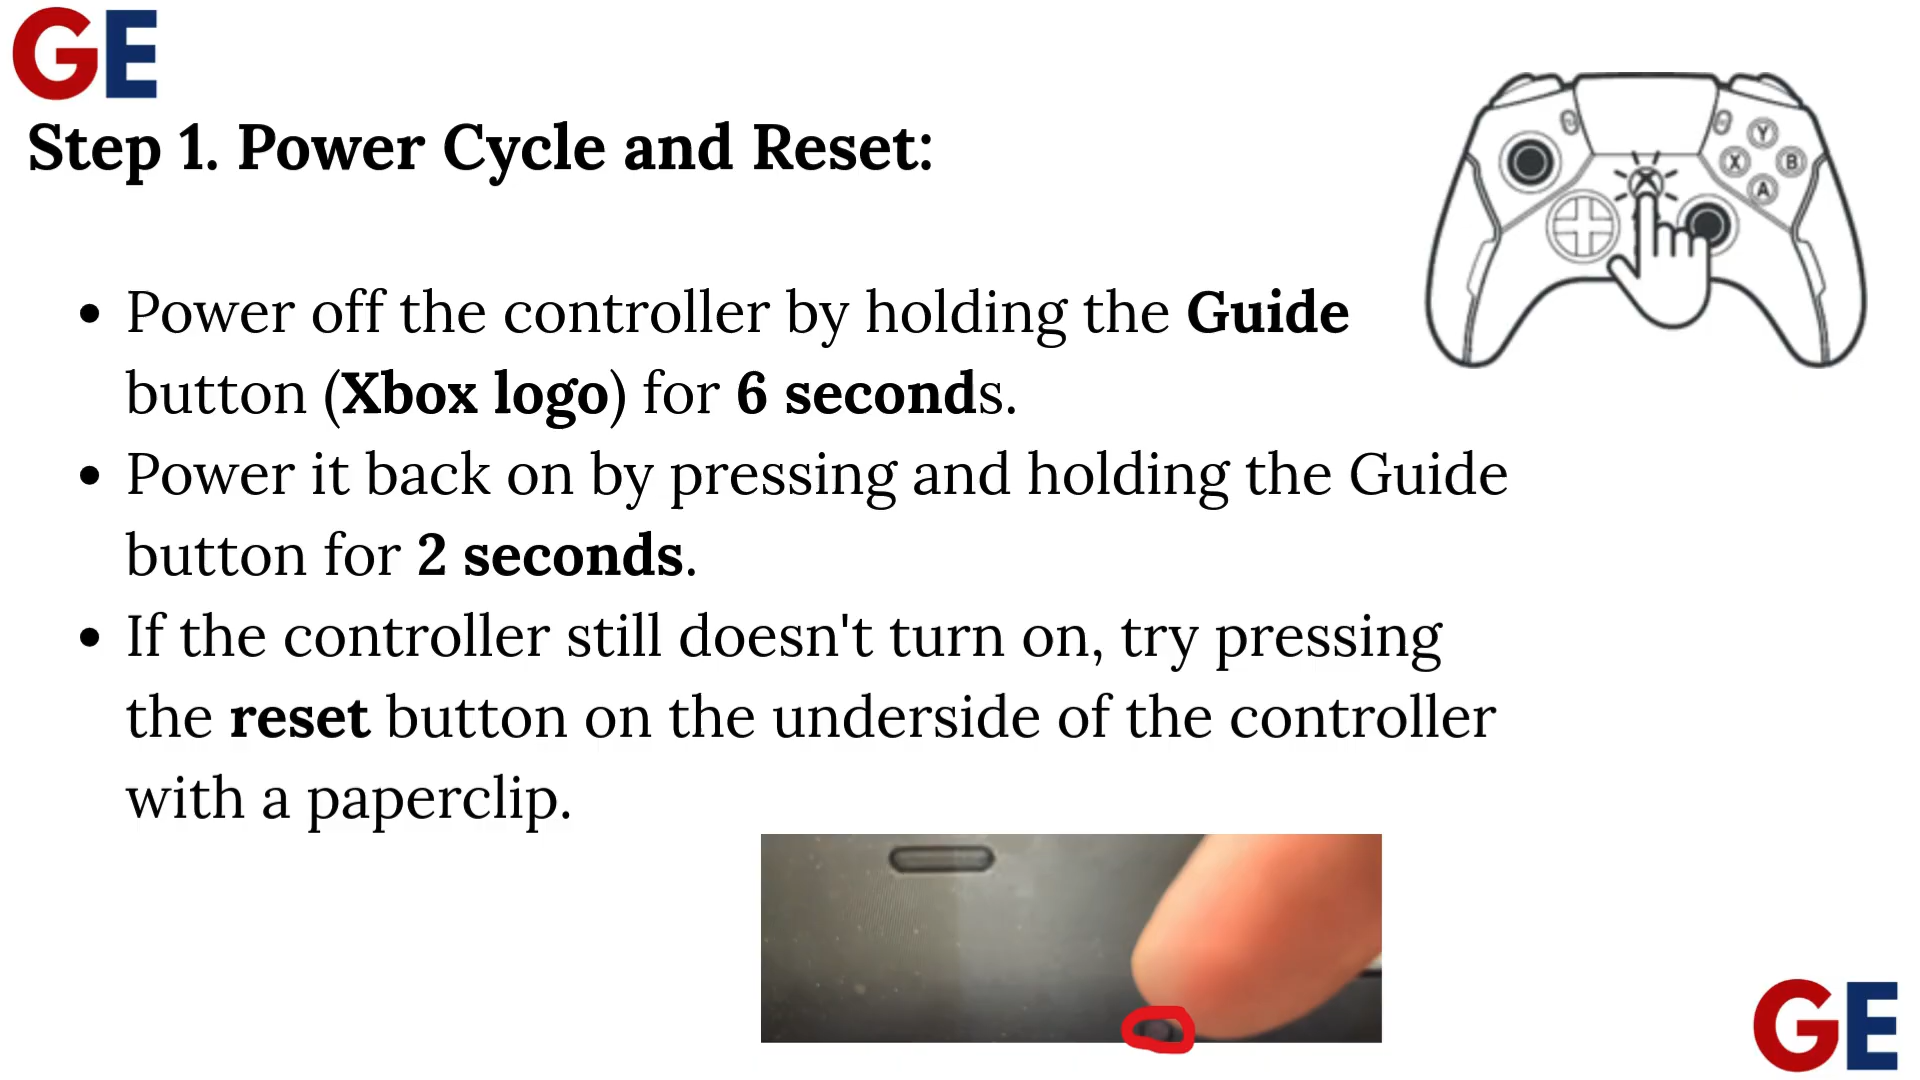 GE
Step 1. Power Cycle and Reset:
• Power off the controller by holding the Guide
button (Xbox logo) for 6 seconds.
• Power it back on by pressing and holding the Guide
button for 2 seconds.
• If the controller still doesn't turn on, try pressing
the reset button on the underside of the controller
with a paperclip.
Y
X B
A
GE